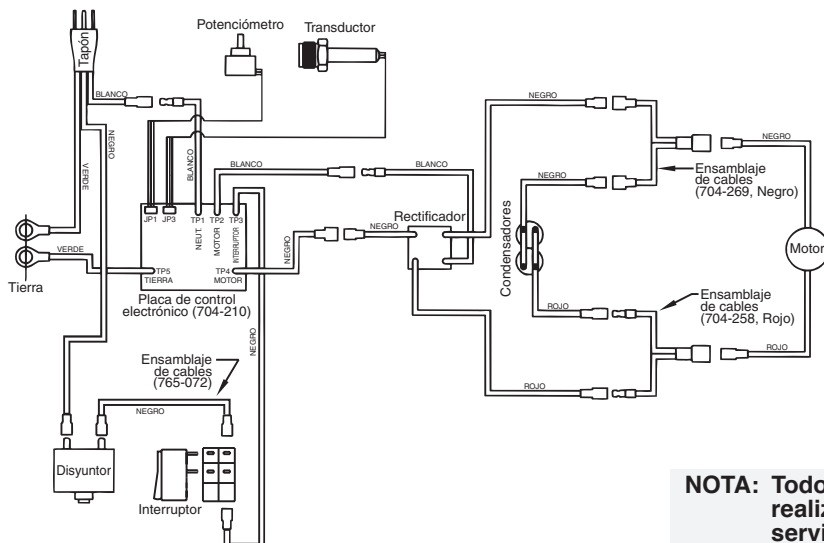 Potenciómetro
Transductor
Tapón
BLANCO
NEGRO
VERDE
BLANCO
BLANCO
BLANCO
NEGRO
NEGRO
NEGRO
Ensamblaje
de cables
(704-269, Negro)
JP1
JP3
TP1
TP2
TP3
NEUT.
MOTOR
INTERRUPTOR
NEGRO
NEGRO
Rectificador
Condensadores
Motor
VERDE
Tierra
TP5
TIERRA
TP4
MOTOR
Placa de control
electrónico (704-210)
ROJO
Ensamblaje
de cables
(704-258, Rojo)
ROJO
ROJO
Ensamblaje
de cables
(765-072)
NEGRO
NEGRO
Disyuntor
Interruptor
NOTA: Todo
realiz
servi